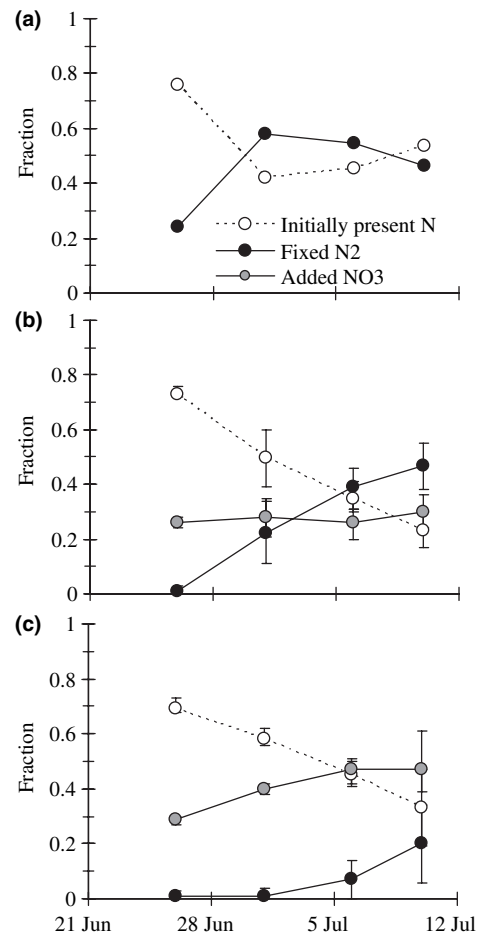 (a)
1
0.8
0.6
0.4
0.2
0
Fraction
Initially present N
Fixed N2
Added NO3
(b)
1
0.8
0.6
0.4
0.2
0
Fraction
(c)
1
0.8
0.6
0.4
0.2
0
Fraction
21 Jun 28 Jun 5 Jul 12 Jul